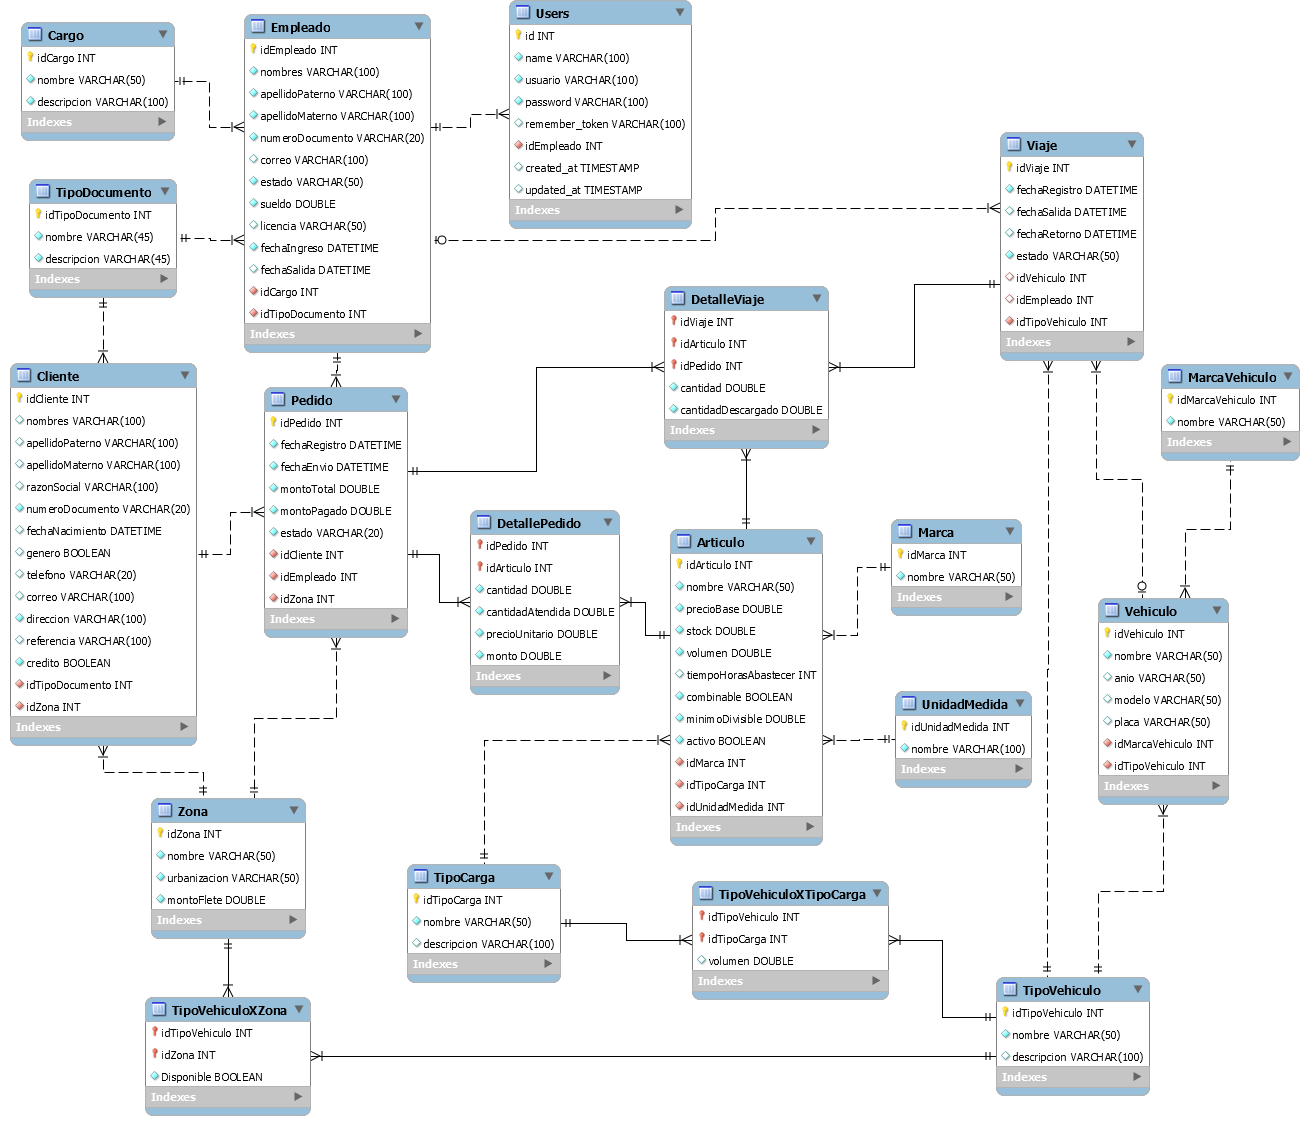 Cargo
idCargo INT
nombre VARCHAR(50)
descripcion VARCHAR(100)
Indexes
Empleado
idEmpleado INT
nombres VARCHAR(100)
apellidoPaterno VARCHAR(100)
apellidoMaterno VARCHAR(100)
numeroDocumento VARCHAR(20)
correo VARCHAR(100)
estado VARCHAR(50)
sueldo DOUBLE
licencia VARCHAR(50)
fechaIngreso DATETIME
fechaSalida DATETIME
idCargo INT
idTipoDocumento INT
Indexes
Users
id INT
name VARCHAR(100)
usuario VARCHAR(100)
password VARCHAR(100)
remember_token VARCHAR(100)
idEmpleado INT
created_at TIMESTAMP
updated_at TIMESTAMP
Indexes
Viaje
idViaje INT
fechaRegistro DATETIME
fechaSalida DATETIME
fechaRetorno DATETIME
estado VARCHAR(50)
idVehiculo INT
idEmpleado INT
idTipoVehiculo INT
Indexes
TipoDocumento
idTipoDocumento INT
nombre VARCHAR(45)
descripcion VARCHAR(45)
Indexes
DetalleViaje
idViaje INT
idArticulo INT
idPedido INT
cantidad DOUBLE
cantidadDescargado DOUBLE
Indexes
Cliente
idCliente INT
nombres VARCHAR(100)
apellidoPaterno VARCHAR(100)
apellidoMaterno VARCHAR(100)
razonSocial VARCHAR(100)
numeroDocumento VARCHAR(20)
fechaNacimiento DATETIME
genero BOOLEAN
telefono VARCHAR(20)
correo VARCHAR(100)
direccion VARCHAR(100)
referencia VARCHAR(100)
credito BOOLEAN
idTipoDocumento INT
idZona INT
Indexes
Pedido
idPedido INT
fechaRegistro DATETIME
fechaEnvio DATETIME
montoTotal DOUBLE
montoPagado DOUBLE
estado VARCHAR(20)
idCliente INT
idEmpleado INT
idZona INT
Indexes
MarcaVehiculo
idMarcaVehiculo INT
nombre VARCHAR(50)
Indexes
DetallePedido
idPedido INT
idArticulo INT
cantidad DOUBLE
cantidadAtendida DOUBLE
precioUnitario DOUBLE
monto DOUBLE
Indexes
Articulo
idArticulo INT
nombre VARCHAR(50)
precioBase DOUBLE
stock DOUBLE
volumen DOUBLE
tiempoHorasAbastecer INT
combinable BOOLEAN
minimoDivisible DOUBLE
activo BOOLEAN
idMarca INT
idTipoCarga INT
idUnidadMedida INT
Indexes
Marca
idMarca INT
nombre VARCHAR(50)
Indexes
Vehiculo
idVehiculo INT
nombre VARCHAR(50)
anio VARCHAR(50)
modelo VARCHAR(50)
placa VARCHAR(50)
idMarcaVehiculo INT
idTipoVehiculo INT
Indexes
UnidadMedida
idUnidadMedida INT
nombre VARCHAR(100)
Indexes
Zona
idZona INT
nombre VARCHAR(50)
urbanizacion VARCHAR(50)
montoFlete DOUBLE
Indexes
TipoCarga
idTipoCarga INT
nombre VARCHAR(50)
descripcion VARCHAR(100)
Indexes
TipoVehiculoXTipoCarga
idTipoVehiculo INT
idTipoCarga INT
volumen DOUBLE
Indexes
TipoVehiculo
idTipoVehiculo INT
nombre VARCHAR(50)
descripcion VARCHAR(100)
Indexes
TipoVehiculoXZona
idTipoVehiculo INT
idZona INT
Disponible BOOLEAN
Indexes